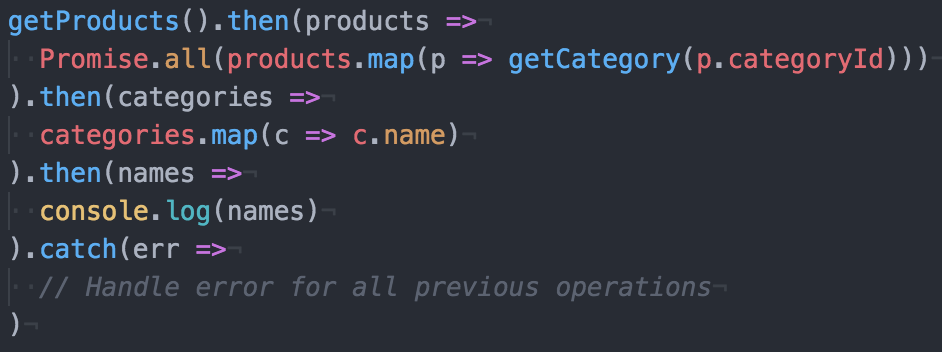 getProducts().then(products =>
  Promise.all(products.map(p => getCategory(p.categoryId)))
).then(categories =>
  categories.map(c => c.name)
).then(names =>
  console.log(names)
).catch(err =>
  // Handle error for all previous operations
)